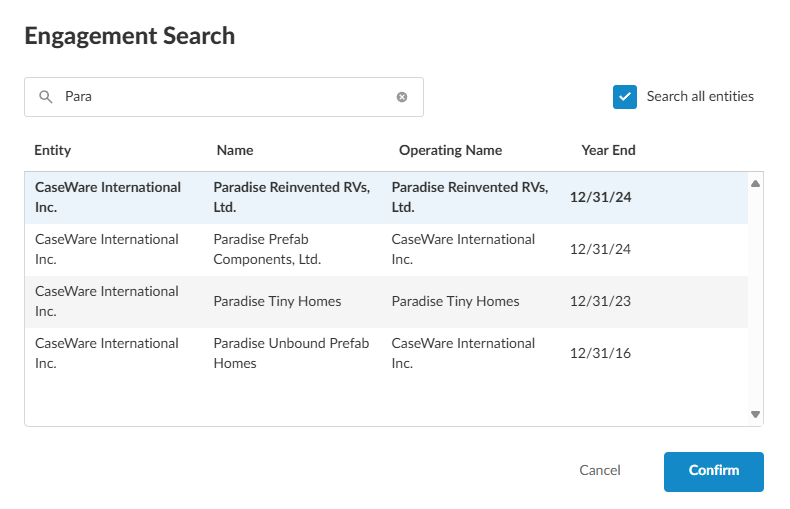 Engagement Search
Para
Search all entities
Entity Name Operating Name Year End
CaseWare International Inc. Paradise Reinvented RVs, Ltd. Paradise Reinvented RVs, Ltd. 12/31/24
CaseWare International Inc. Paradise Prefab Components, Ltd. CaseWare International Inc. 12/31/24
CaseWare International Inc. Paradise Tiny Homes Paradise Tiny Homes 12/31/23
CaseWare International Inc. Paradise Unbound Prefab Homes CaseWare International Inc. 12/31/16
Cancel Confirm